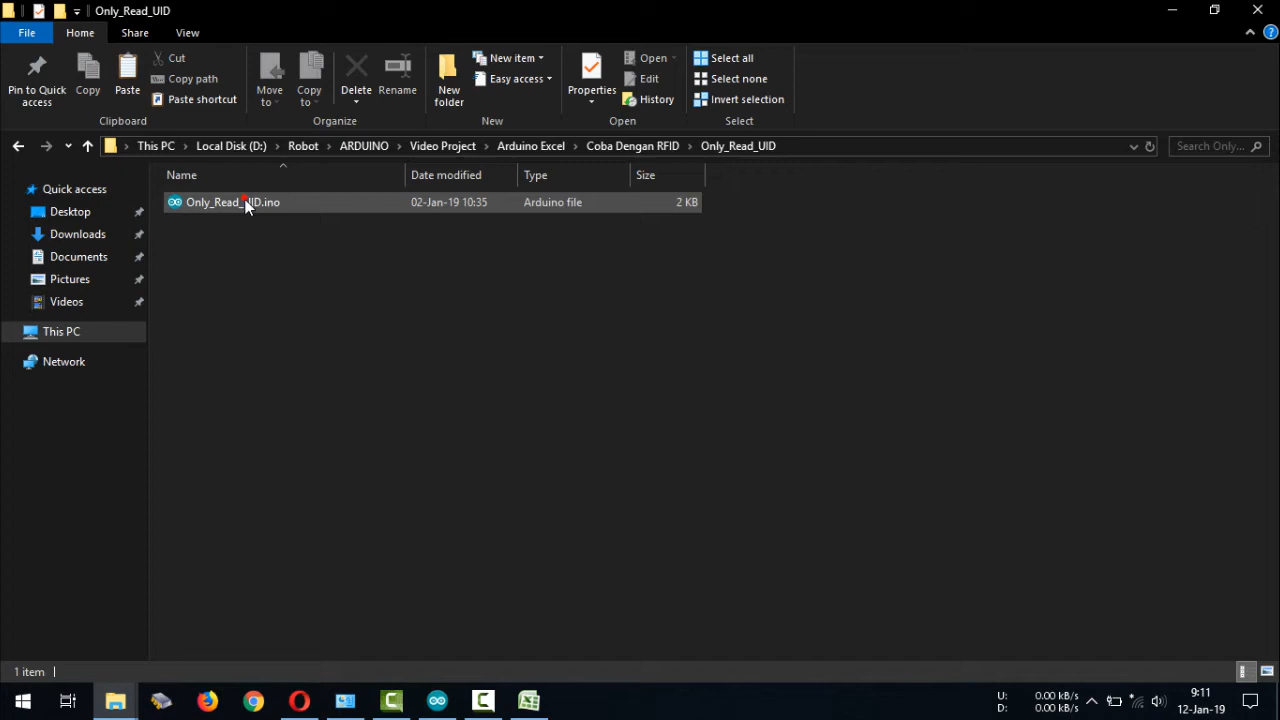 Only_Read_UID
File Home Share View
Pin to Quick access
Copy
Paste
Cut
Copy path
Paste shortcut
Clipboard
Move to
Copy to
Delete
Rename
Organize
New folder
New item
Easy access
New
Properties
Open
Edit
History
Open
Select all
Select none
Invert selection
Select
This PC Local Disk (D:) Robot ARDUINO Video Project Arduino Excel Coba Dengan RFID Only_Read_UID
Search Only...
Name Date modified Type Size
Only_Read_UID.ino 02-Jan-19 10:35 Arduino file 2 KB
Quick access
Desktop
Downloads
Documents
Pictures
Videos
This PC
Network
1 item
U: 0.00 kB/s
D: 0.00 kB/s
9:11
12-Jan-19